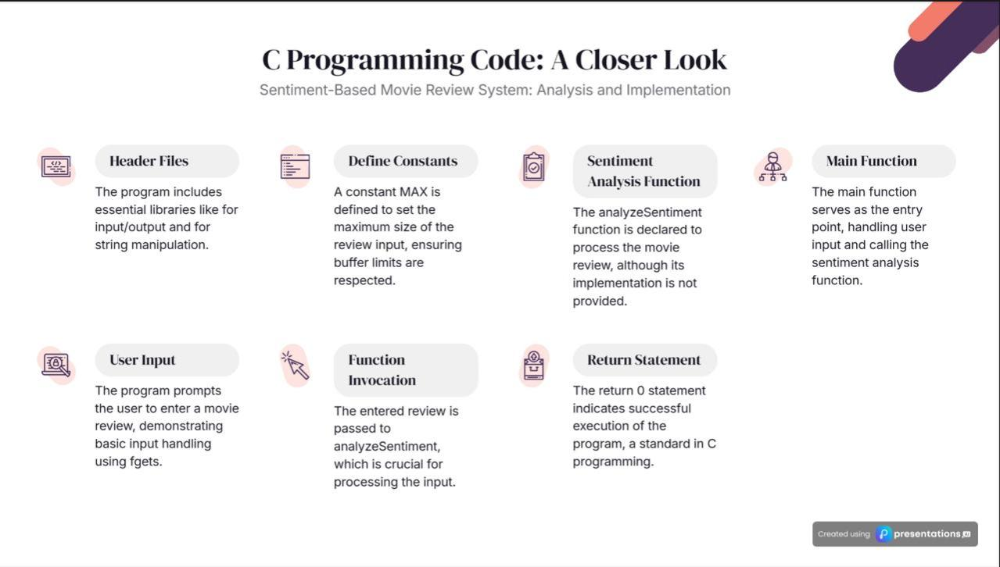 C Programming Code: A Closer Look
Sentiment-Based Movie Review System: Analysis and Implementation
Header Files
The program includes
essential libraries like for
input/output and for
string manipulation.
Define Constants
A constant MAX is
defined to set the
maximum size of the
review input, ensuring
buffer limits are
respected.
Sentiment
Analysis Function
The analyzeSentiment
function is declared to
process the movie
review, although its
implementation is not
provided.
Main Function
The main function
serves as the entry
point, handling user
input and calling the
sentiment analysis
function.
User Input
The program prompts
the user to enter a movie
review, demonstrating
basic input handling
using fgets.
Function
Invocation
The entered review is
passed to
analyzeSentiment,
which is crucial for
processing the input.
Return Statement
The return 0 statement
indicates successful
execution of the
program, a standard in C
programming.
Created using presentations.AI